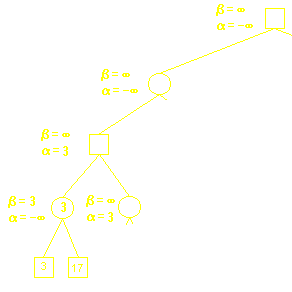 β = ∞
α = -∞
β = ∞
α = -∞
β = ∞
α = 3
β = 3
α = -∞
3
β = ∞
α = 3
3
17